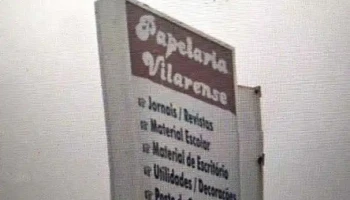 Papelaria
Vilarense
Jornais / Revistas
Material Escolar
Material de Escritório
Utilidades / Decorações